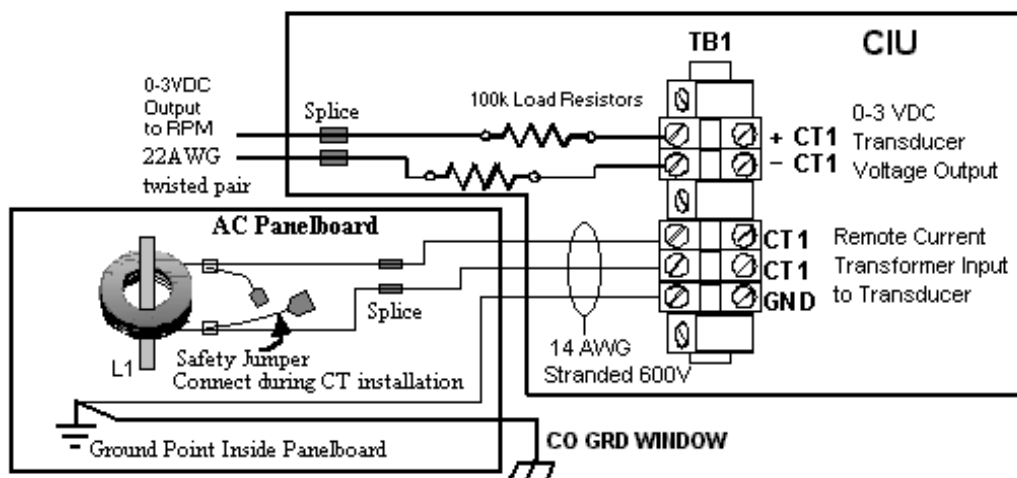 TB1
CIU
0-3VDC
Output
to RPM
Splice
100k Load Resistors
0-3 VDC
+ CT1
Transducer
22AWG
− CT1
Voltage Output
twisted pair
AC Panelboard
CT1
Remote Current
CT1
Transformer Input
GND
to Transducer
Splice
L1
Safety Jumper
Connect during CT installation
14 AWG
Stranded 600V
Ground Point Inside Panelboard
CO GRD WINDOW